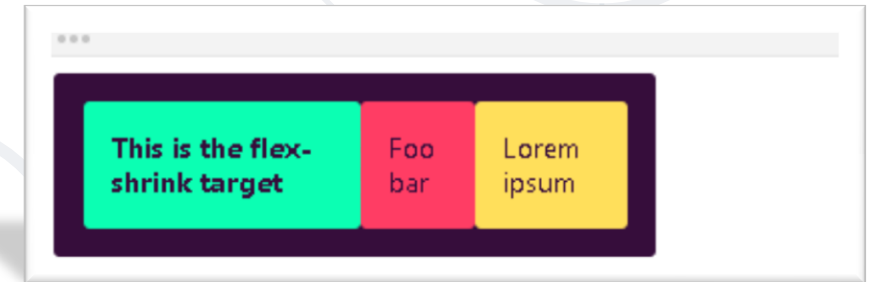 This is the flex-
shrink target
Foo
bar
Lorem
ipsum